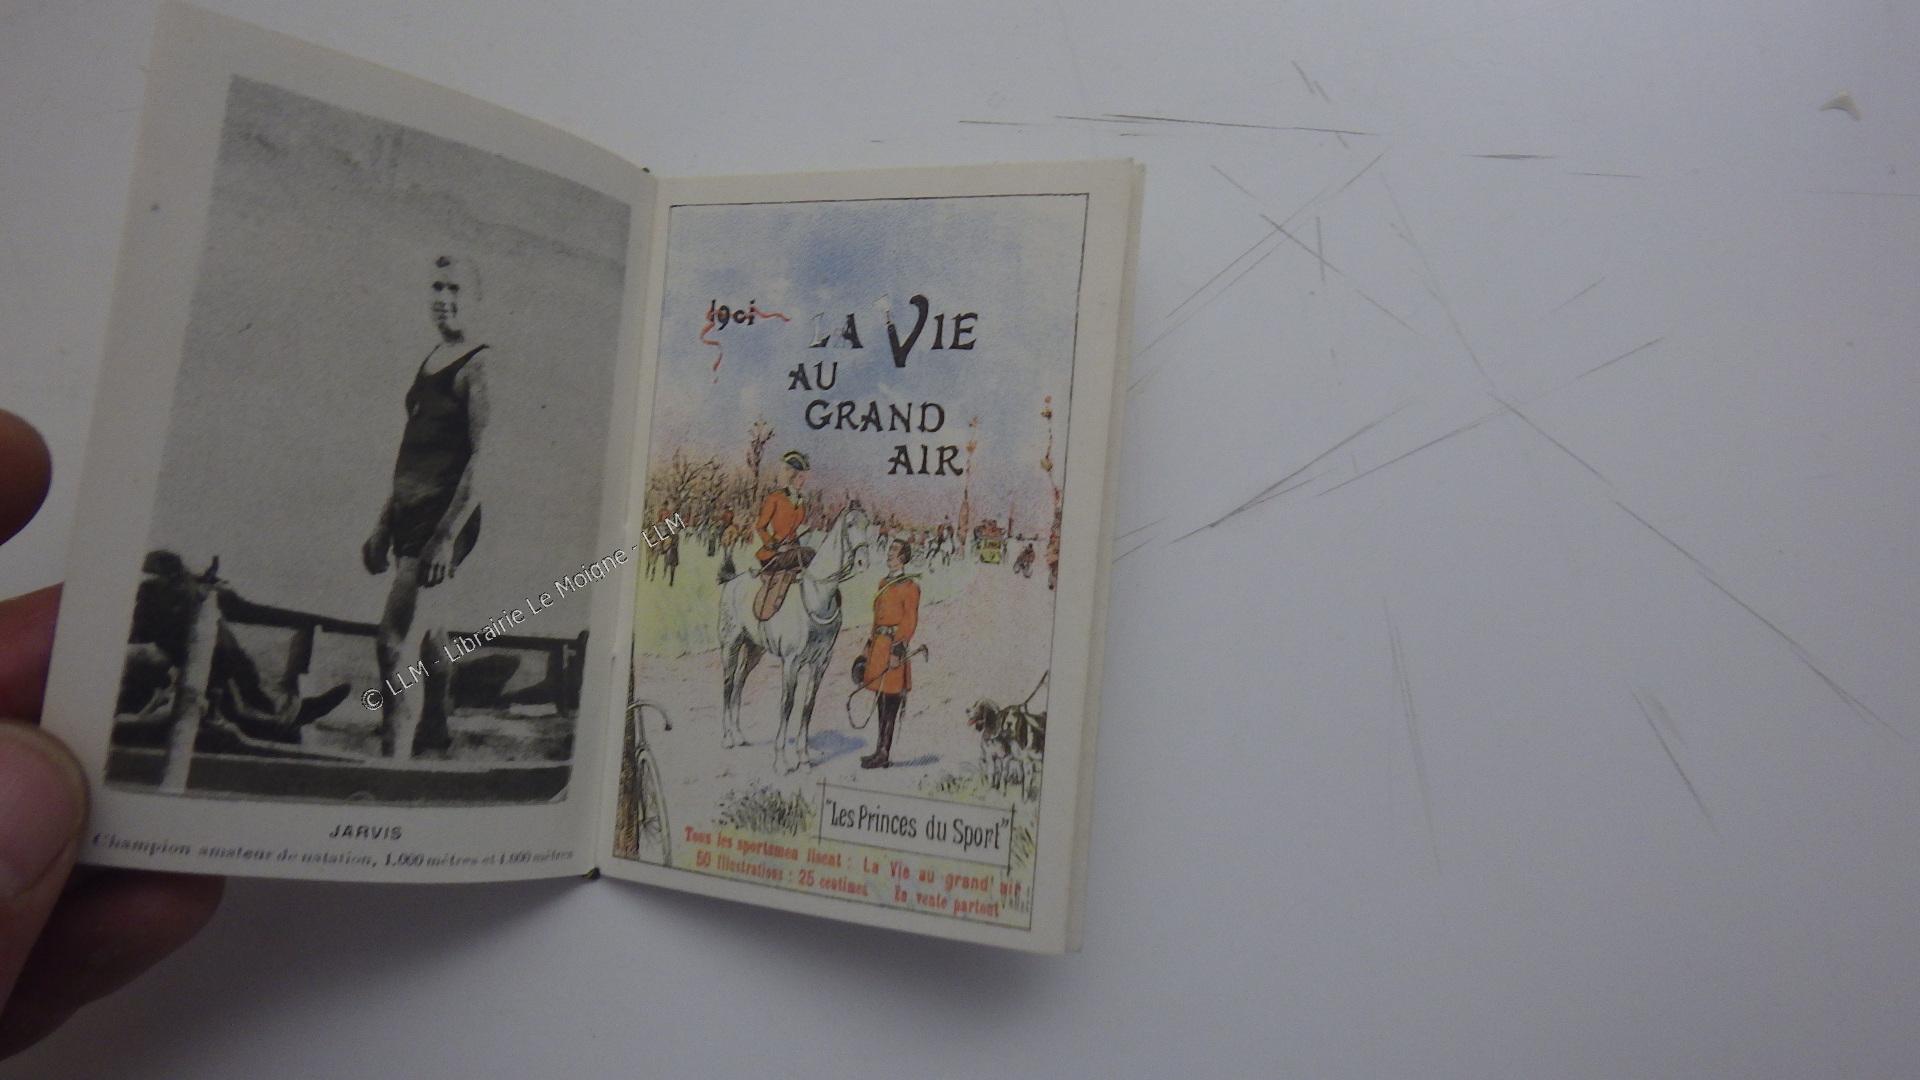 JARVIS
Champion amateur de natation, 1.000 mètres et 4.000 mètres
1901
LA VIE
AU
GRAND
AIR
"Les Princes du Sport"
Tous les sportsmen lisent : La Vie au grand air
50 Illustrations : 25 centimes En vente partout
© LLM - Librairie Le Moigne - LLM